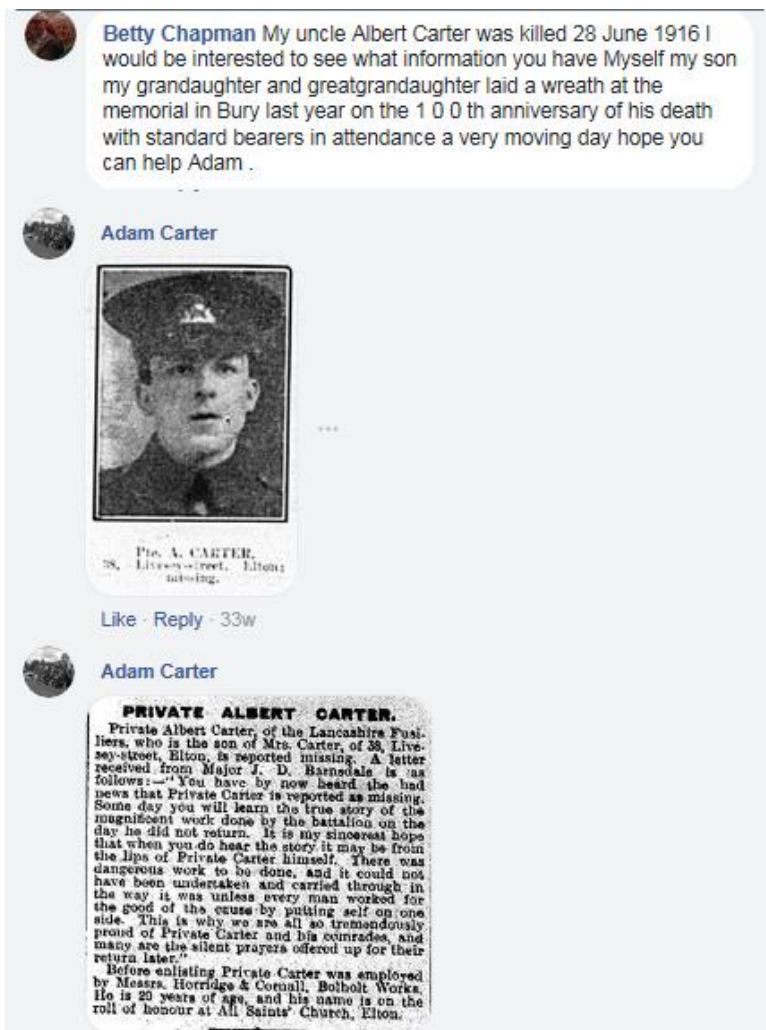 Betty Chapman My uncle Albert Carter was killed 28 June 1916 I
would be interested to see what information you have Myself my son
my grandaughter and greatgrandaughter laid a wreath at the
memorial in Bury last year on the 1 0 0 th anniversary of his death
with standard bearers in attendance a very moving day hope you
can help Adam .
Adam Carter
Pte. A. CARTER,
38, Livesey-street, Elton;
missing.
Like · Reply · 33w
Adam Carter
PRIVATE ALBERT CARTER.
Private Albert Carter, of the Lancashire Fusi-
liers, who is the son of Mrs. Carter, of 38, Live-
sey-street, Elton, is reported missing. A letter
received from Major J. D. Barnsdale is as
follows:—"You have by now heard the bad
news that Private Carter is reported as missing.
Some day you will learn the true story of the
magnificent work done by the battalion on the
day he did not return. It is my sincerest hope
that when you do hear the story it may be from
the lips of Private Carter himself. There was
dangerous work to be done, and it could not
have been undertaken and carried through in
the way it was unless every man worked for
the good of the cause by putting self on one
side. This is why we are all so tremendously
proud of Private Carter and his comrades, and
many are the silent prayers offered up for their
return later."
Before enlisting Private Carter was employed
by Messrs. Horridge & Cornall, Bolholt Works.
He is 20 years of age, and his name is on the
roll of honour at All Saints' Church, Elton.